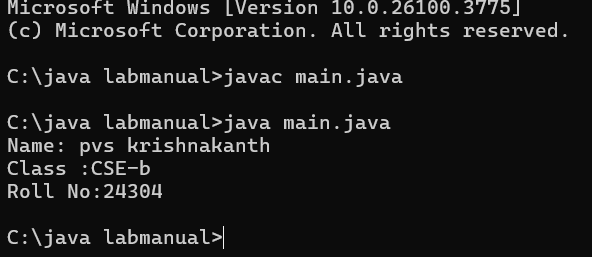 Microsoft Windows [Version 10.0.26100.3775]
(c) Microsoft Corporation. All rights reserved.
C:\java labmanual>javac main.java
C:\java labmanual>java main.java
Name: pvs krishnakanth
Class :CSE-b
Roll No:24304
C:\java labmanual>